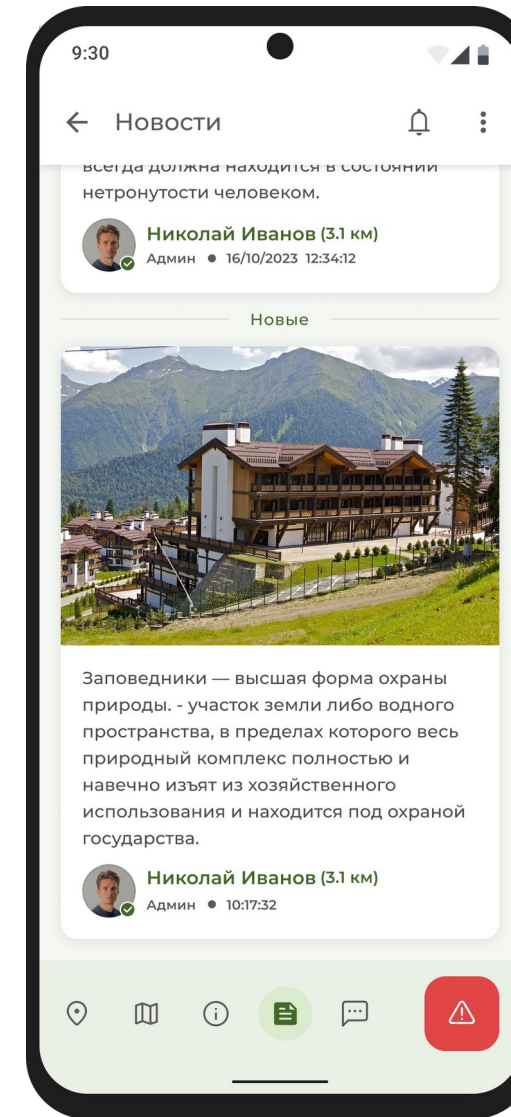 9:30
Новости
всегда должна находится в состоянии
нетронутости человеком.
Николай Иванов (3.1 км)
Админ ● 16/10/2023 12:34:12
Новые
Заповедники — высшая форма охраны
природы. - участок земли либо водного
пространства, в пределах которого весь
природный комплекс полностью и
навечно изъят из хозяйственного
использования и находится под охраной
государства.
Николай Иванов (3.1 км)
Админ ● 10:17:32